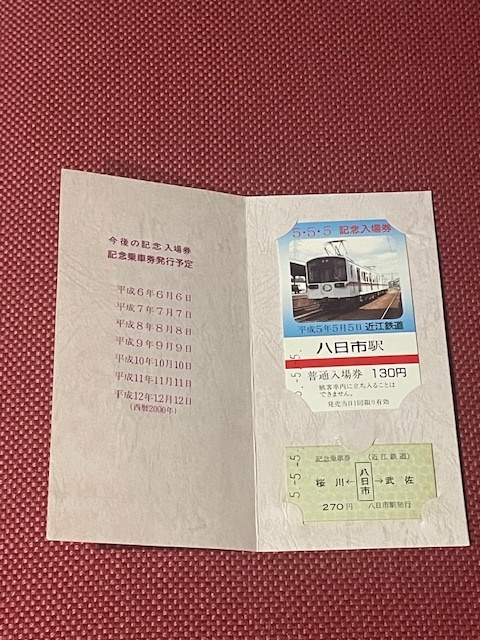 今後の記念入場券
記念乗車券発行予定
平成6年6月6日
平成7年7月7日
平成8年8月8日
平成9年9月9日
平成10年10月10日
平成11年11月11日
平成12年12月12日
(西暦2000年)
5・5・5 記念入場券
平成5年5月5日 近江鉄道
八日市駅
普通入場券 130円
旅客車内に立ち入ることは
できません。
発売当日1回限り有効
5.-5.-5.
記念乗車券 (近江鉄道)
桜川←八日市→武佐
270円 八日市駅発行
5.-5.-5.